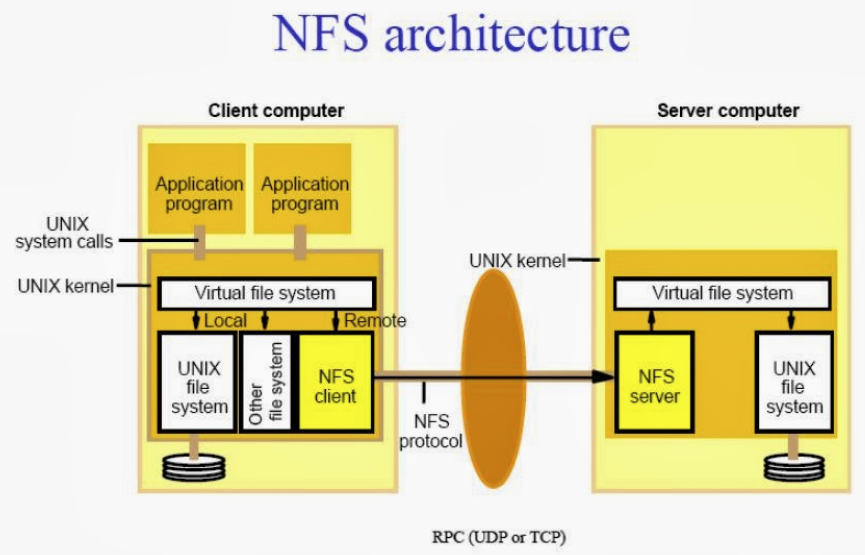 NFS architecture
Client computer
Server computer
Application
program
Application
program
UNIX
system calls
UNIX kernel
UNIX kernel
Virtual file system
Virtual file system
Local
Remote
UNIX
file
system
Other
file system
NFS
client
NFS
protocol
NFS
server
UNIX
file
system
RPC (UDP or TCP)